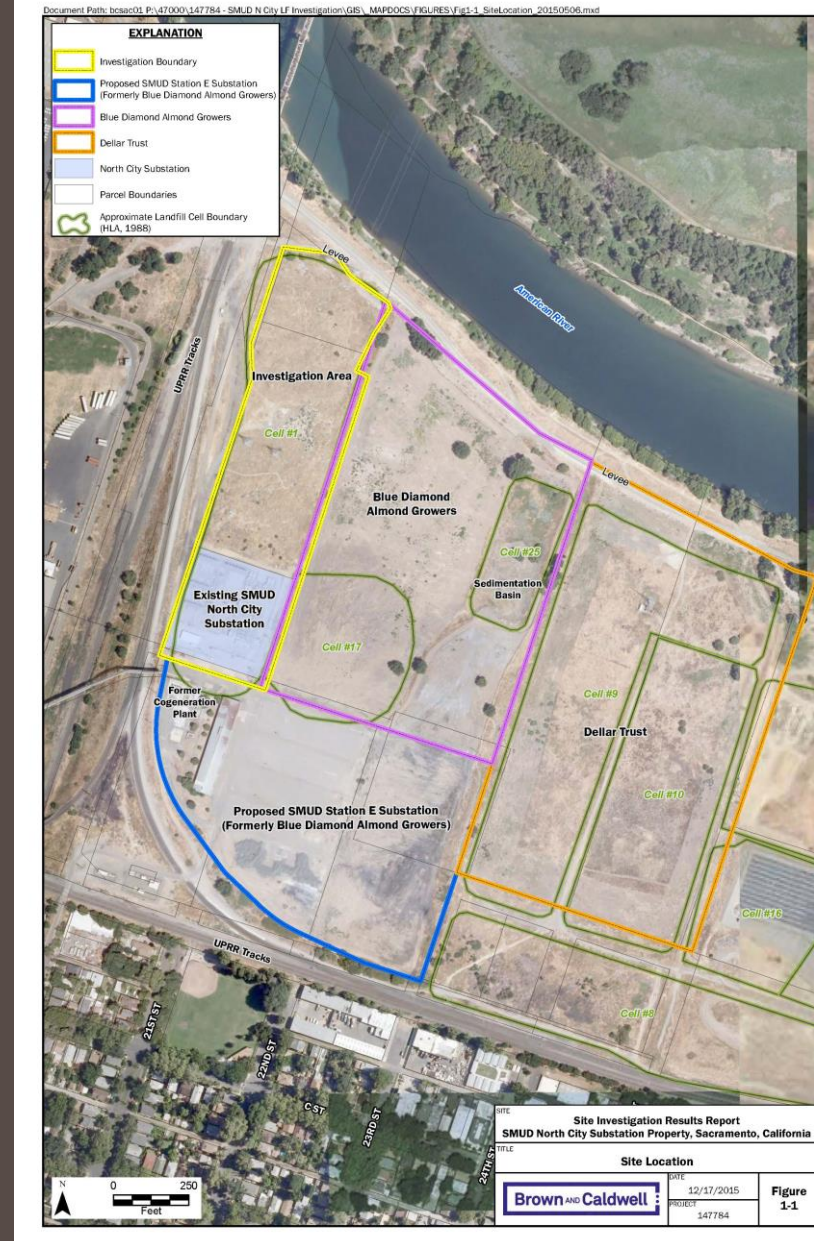 Document Path: bcsac01 P:\47000\147784 - SMUD N City LF Investigation\GIS\_MAPDOCS\FIGURES\Fig1-1_SiteLocation_20150506.mxd
EXPLANATION
Investigation Boundary
Proposed SMUD Station E Substation
(Formerly Blue Diamond Almond Growers)
Blue Diamond Almond Growers
Dellar Trust
North City Substation
Parcel Boundaries
Approximate Landfill Cell Boundary
(HLA, 1988)
Levee
American River
UPRR Tracks
Investigation Area
Cell #1
Levee
Blue Diamond
Almond Growers
Cell #25
Sedimentation
Basin
Existing SMUD
North City
Substation
Cell #17
Former
Cogeneration
Plant
Cell #9
Dellar Trust
Cell #10
Proposed SMUD Station E Substation
(Formerly Blue Diamond Almond Growers)
Cell #16
UPRR Tracks
Cell #8
21ST ST
22ND ST
C ST
23RD ST
24TH ST
N
0 250
Feet
SITE
Site Investigation Results Report
SMUD North City Substation Property, Sacramento, California
TITLE
Site Location
Brown AND Caldwell
DATE
12/17/2015
PROJECT
147784
Figure
1-1